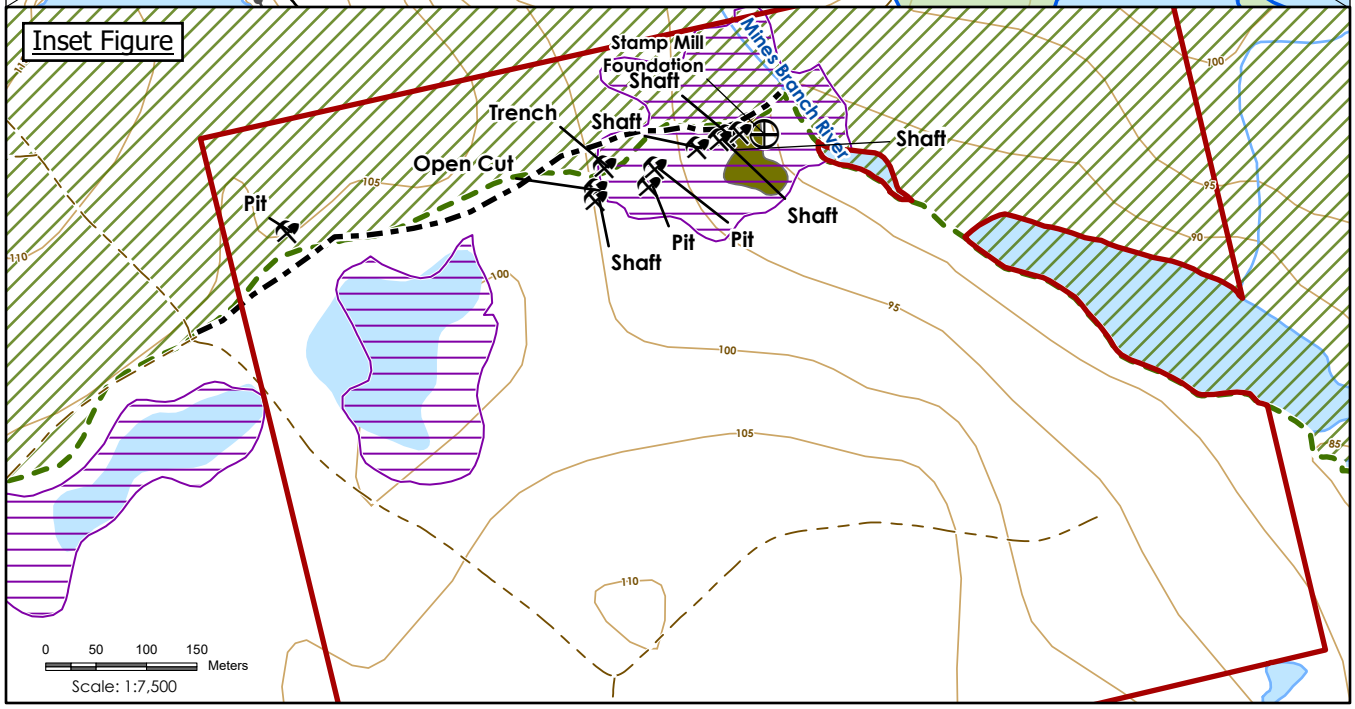 Inset Figure
Stamp Mill
Foundation
Shaft
Mines Branch River
Trench
Shaft
Shaft
Open Cut
Pit
Shaft
Pit
Pit
Shaft
100
105
95
90
110
100
95
100
105
85
110
0 50 100 150
Meters
Scale: 1:7,500